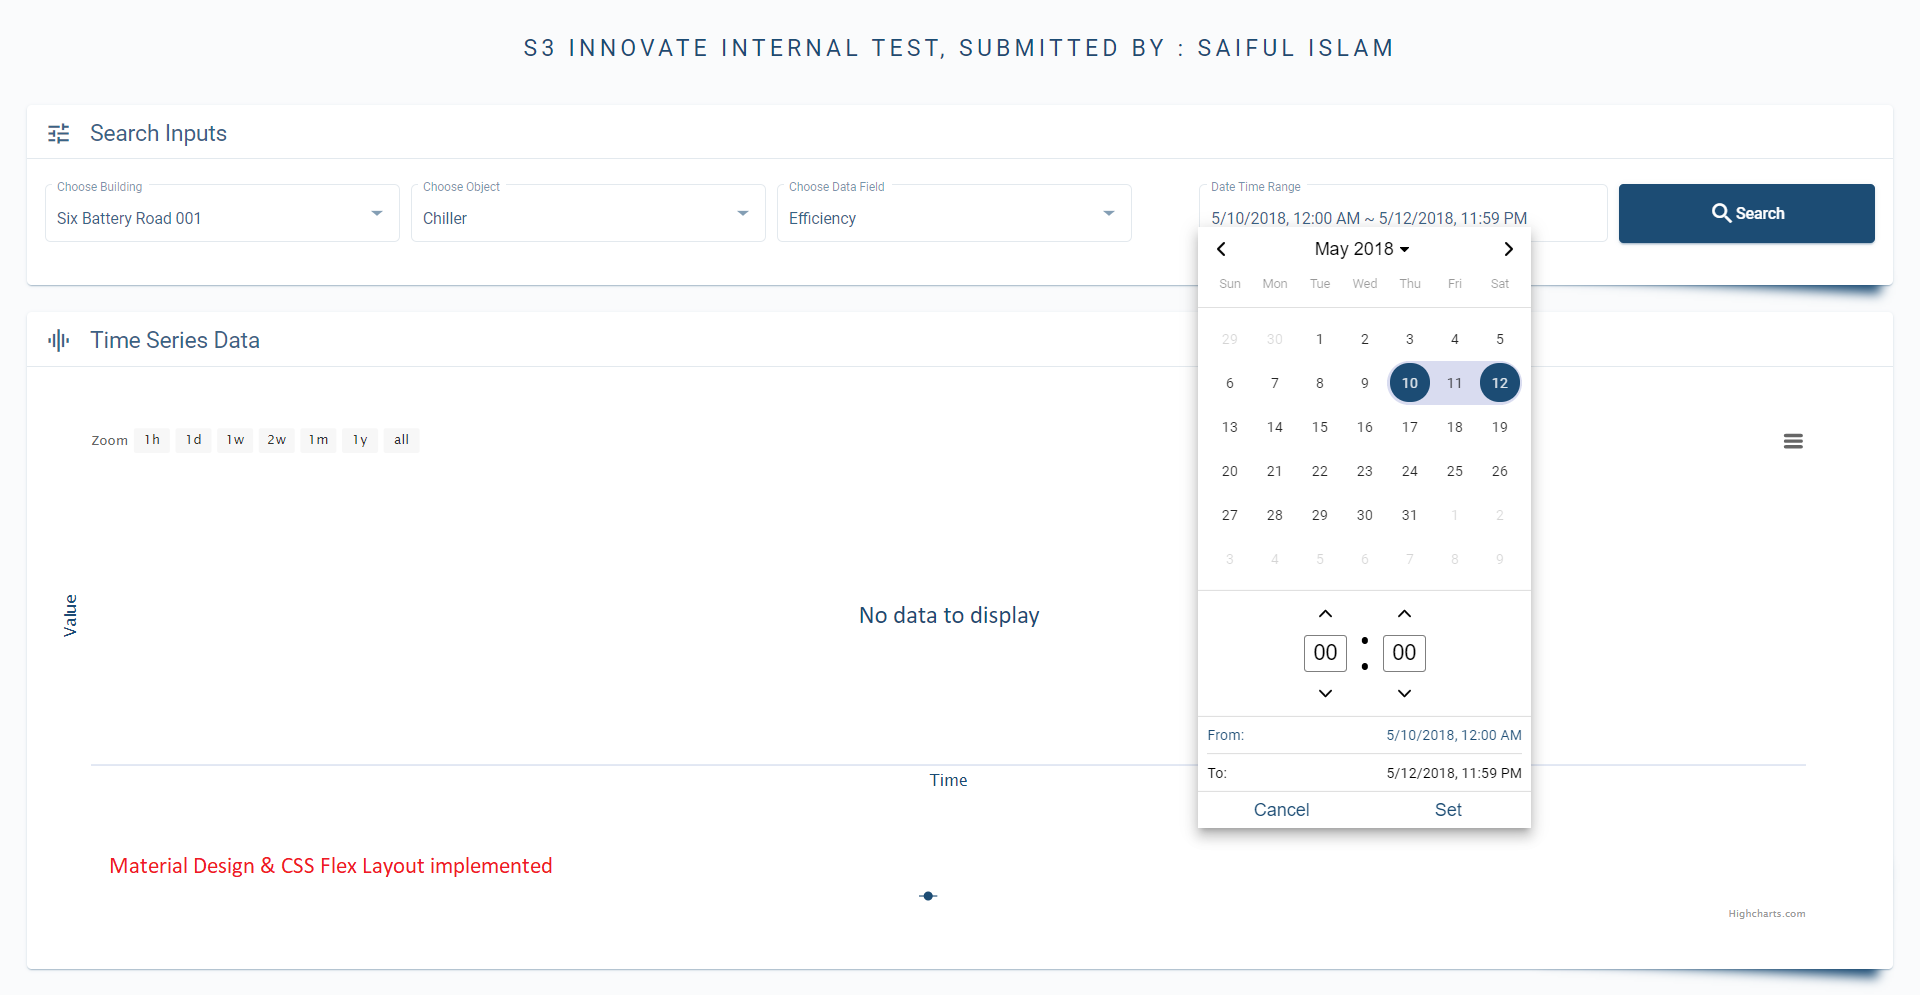 S3 INNOVATE INTERNAL TEST, SUBMITTED BY : SAIFUL ISLAM
Search Inputs
Choose Building
Six Battery Road 001
Choose Object
Chiller
Choose Data Field
Efficiency
Date Time Range
5/10/2018, 12:00 AM ~ 5/12/2018, 11:59 PM
Search
May 2018
Sun Mon Tue Wed Thu Fri Sat
29 30 1 2 3 4 5
6 7 8 9 10 11 12
13 14 15 16 17 18 19
20 21 22 23 24 25 26
27 28 29 30 31 1 2
3 4 5 6 7 8 9
00 : 00
From: 5/10/2018, 12:00 AM
To: 5/12/2018, 11:59 PM
Cancel Set
Time Series Data
Zoom 1h 1d 1w 2w 1m 1y all
Value
No data to display
Time
Material Design & CSS Flex Layout implemented
Highcharts.com